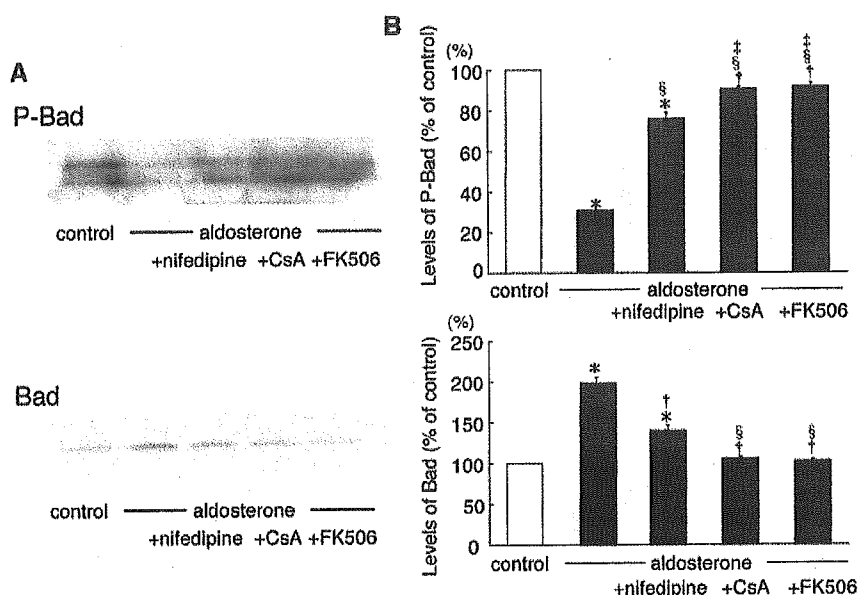 A
P-Bad
control aldosterone
+nifedipine +CsA +FK506
Bad
control aldosterone
+nifedipine +CsA +FK506
B
(%)
Levels of P-Bad (% of control)
100
80
60
40
20
0
*
§
*
‡
§
†
‡
§
†
control aldosterone
+nifedipine +CsA +FK506
(%)
Levels of Bad (% of control)
250
200
150
100
50
0
*
†
*
§
†
§
†
control aldosterone
+nifedipine +CsA +FK506